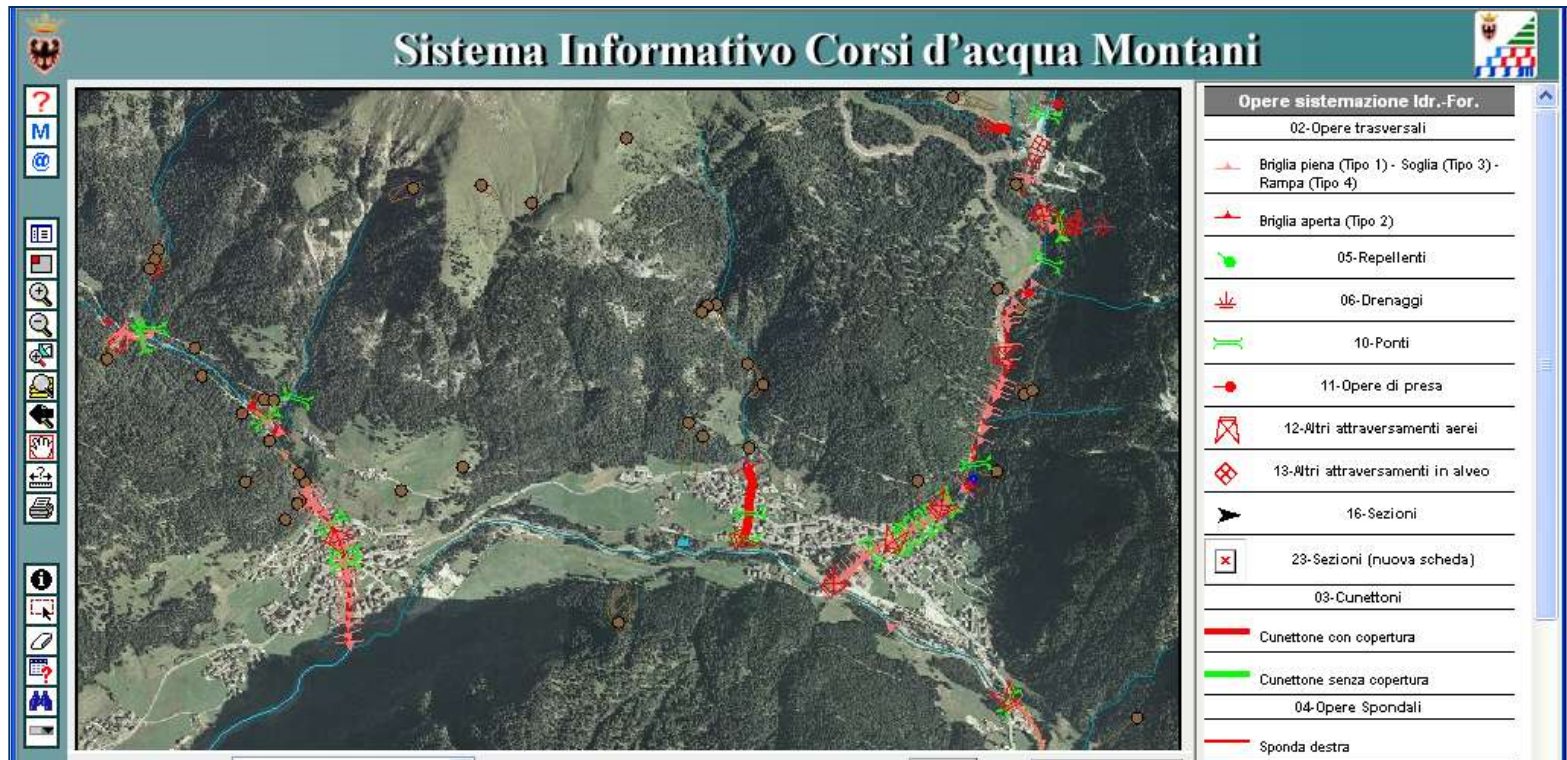 Sistema Informativo Corsi d'acqua Montani
?
M
@
Opere sistemazione Idr.-For.
02-Opere trasversali
Briglia piena (Tipo 1) - Soglia (Tipo 3) -
Rampa (Tipo 4)
Briglia aperta (Tipo 2)
05-Repellenti
06-Drenaggi
10-Ponti
11-Opere di presa
12-Altri attraversamenti aerei
13-Altri attraversamenti in alveo
16-Sezioni
23-Sezioni (nuova scheda)
03-Cunettoni
Cunettone con copertura
Cunettone senza copertura
04-Opere Spondali
Sponda destra